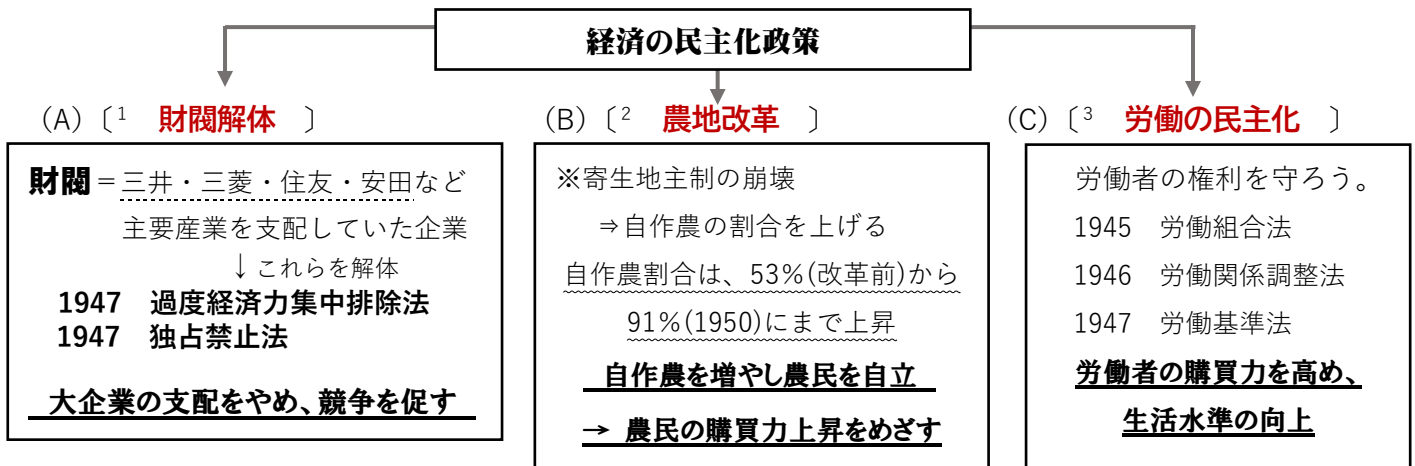 経済の民主化政策
(A)〔1 財閥解体 〕
財閥=三井・三菱・住友・安田など
主要産業を支配していた企業
↓これらを解体
1947 過度経済力集中排除法
1947 独占禁止法
大企業の支配をやめ、競争を促す
(B)〔2 農地改革 〕
※寄生地主制の崩壊
⇒自作農の割合を上げる
自作農割合は、53%(改革前)から
91%(1950)にまで上昇
自作農を増やし農民を自立
→ 農民の購買力上昇をめざす
(C)〔3 労働の民主化 〕
労働者の権利を守ろう。
1945 労働組合法
1946 労働関係調整法
1947 労働基準法
労働者の購買力を高め、
生活水準の向上